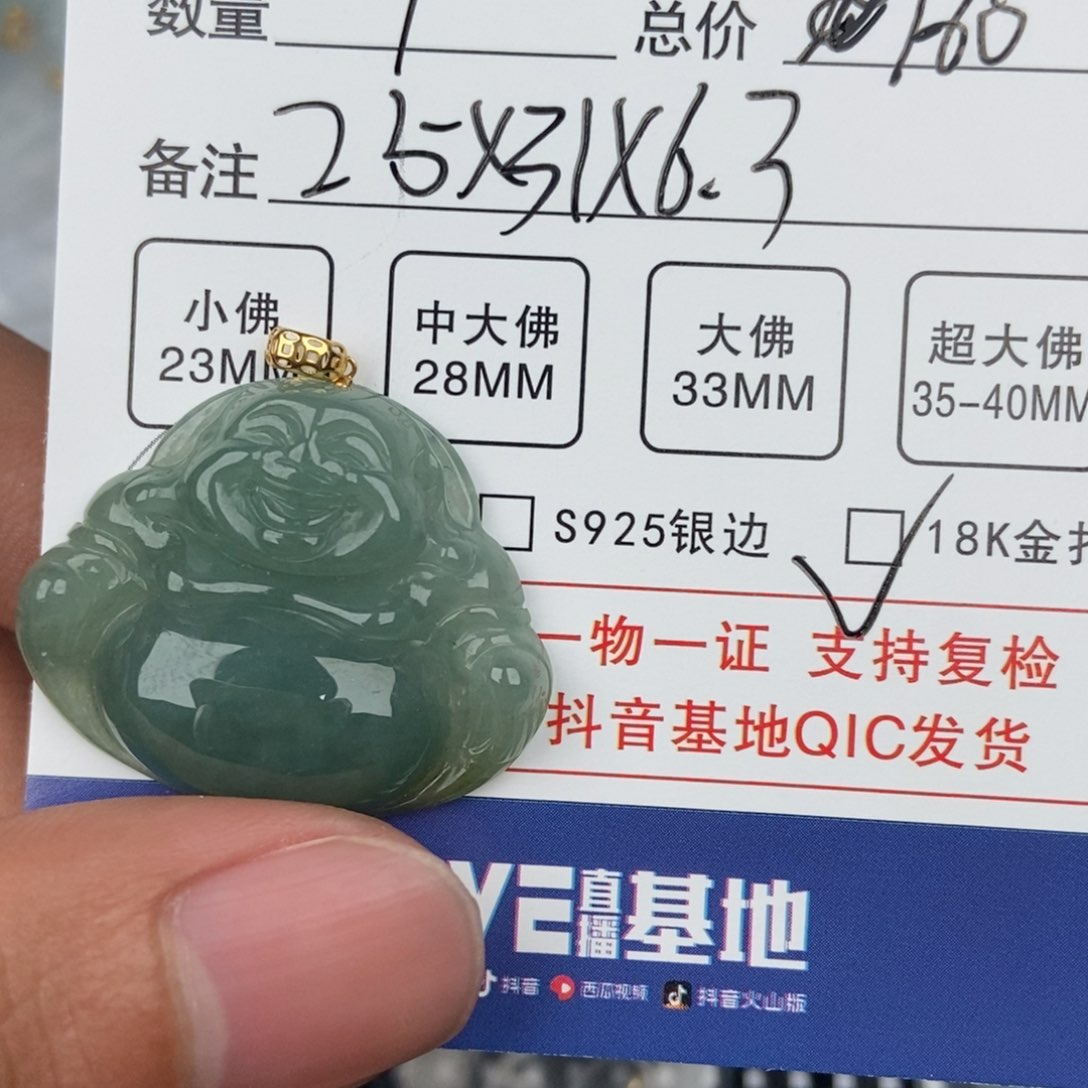 数量 1 总价
备注 25X31X6.3
小佛 中大佛 大佛 超大佛
23MM 28MM 33MM 35-40MM
S925银边 18K金
一物一证 支持复检
抖音基地QIC发货
直播基地
抖音 西瓜视频 抖音火山版